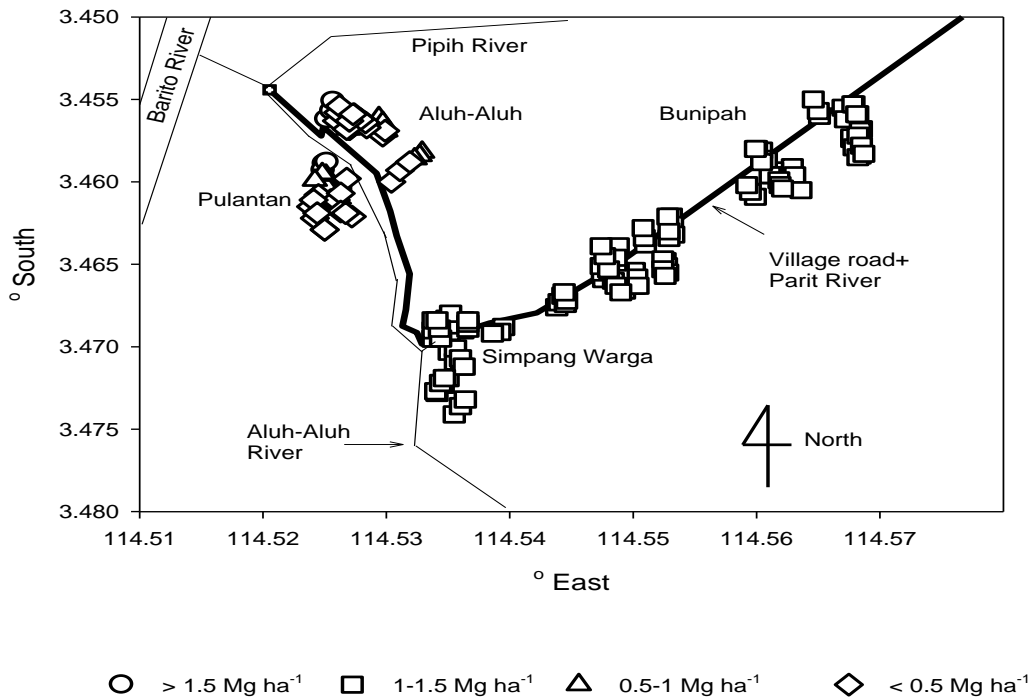 3.450
3.455
3.460
3.465
3.470
3.475
3.480
° South
Barito River
Pipih River
Aluh-Aluh
Bunipah
Pulantan
Village road+
Parit River
Simpang Warga
Aluh-Aluh
River
North
114.51 114.52 114.53 114.54 114.55 114.56 114.57
° East
> 1.5 Mg ha⁻¹ 1-1.5 Mg ha⁻¹ 0.5-1 Mg ha⁻¹ < 0.5 Mg ha⁻¹